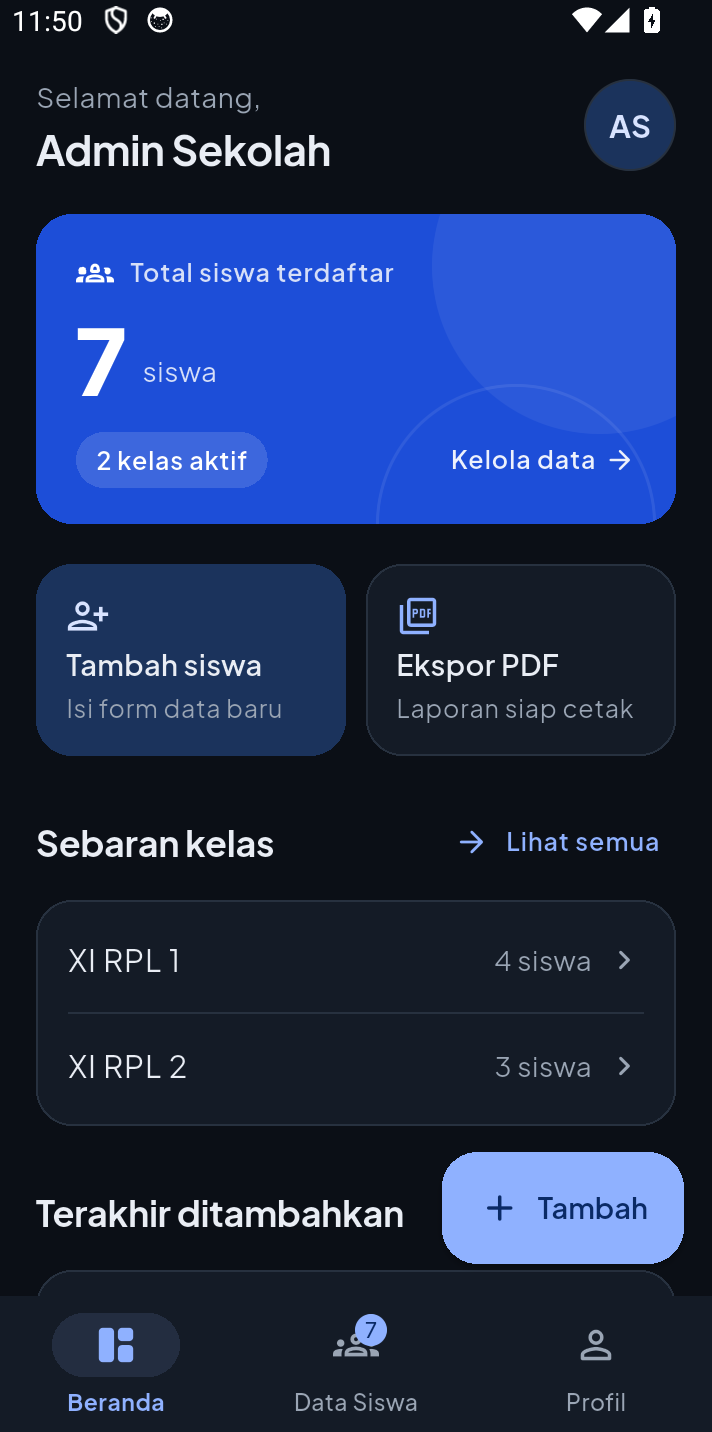 11:50
Selamat datang,
Admin Sekolah
AS
Total siswa terdaftar
7 siswa
2 kelas aktif
Kelola data
Tambah siswa
Isi form data baru
PDF
Ekspor PDF
Laporan siap cetak
Sebaran kelas
Lihat semua
XI RPL 1
4 siswa
XI RPL 2
3 siswa
Terakhir ditambahkan
Tambah
7
Beranda
Data Siswa
Profil